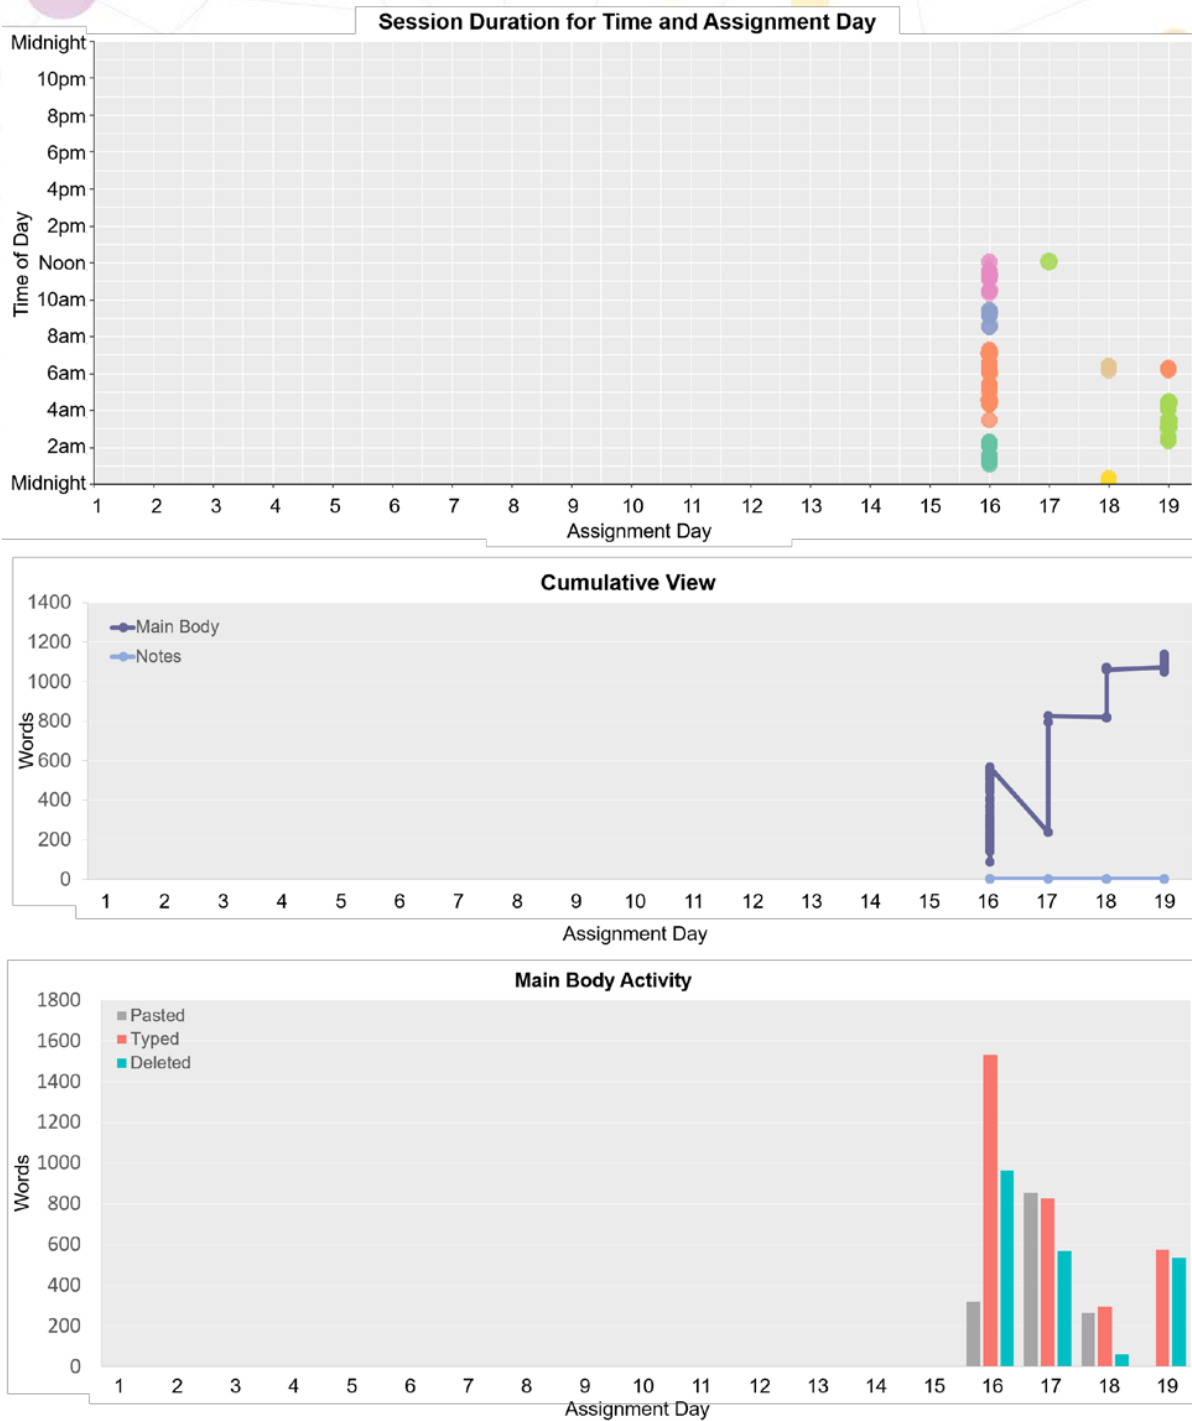 Session Duration for Time and Assignment Day
Midnight
10pm
8pm
6pm
4pm
2pm
Noon
10am
8am
6am
4am
2am
Midnight
Time of Day
1 2 3 4 5 6 7 8 9 10 11 12 13 14 15 16 17 18 19
Assignment Day
Cumulative View
1400
1200
1000
800
600
400
200
0
Words
Main Body
Notes
1 2 3 4 5 6 7 8 9 10 11 12 13 14 15 16 17 18 19
Assignment Day
Main Body Activity
1800
1600
1400
1200
1000
800
600
400
200
0
Words
Pasted
Typed
Deleted
1 2 3 4 5 6 7 8 9 10 11 12 13 14 15 16 17 18 19
Assignment Day